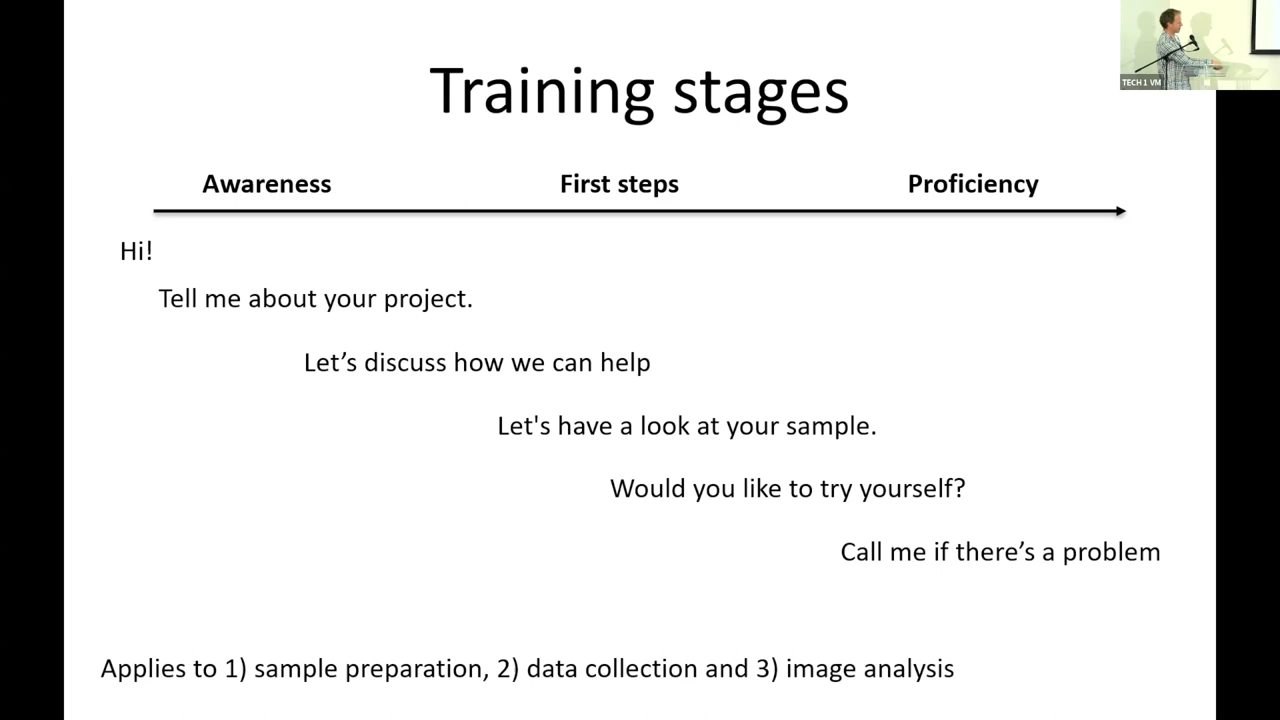 Training stages
Awareness First steps Proficiency
Hi!
Tell me about your project.
Let’s discuss how we can help
Let's have a look at your sample.
Would you like to try yourself?
Call me if there’s a problem
Applies to 1) sample preparation, 2) data collection and 3) image analysis
TECH 1 VM